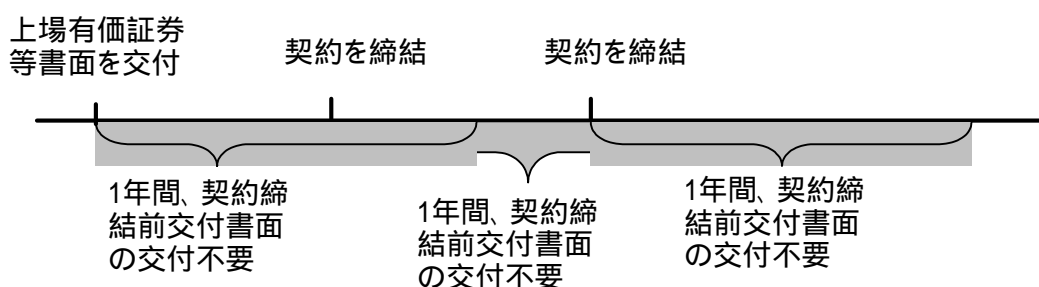 上場有価証券
等書面を交付
契約を締結
契約を締結
1年間、契約締
結前交付書面
の交付不要
1年間、契約締
結前交付書面
の交付不要
1年間、契約締
結前交付書面
の交付不要